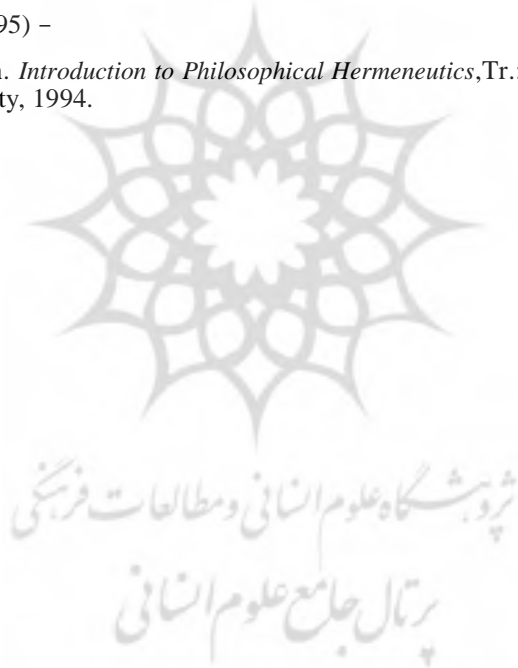 95) –
n. Introduction to Philosophical Hermeneutics,Tr.:
ty, 1994.
پژوهشگاه علوم انسانی و مطالعات فرهنگی
پرتال جامع علوم انسانی